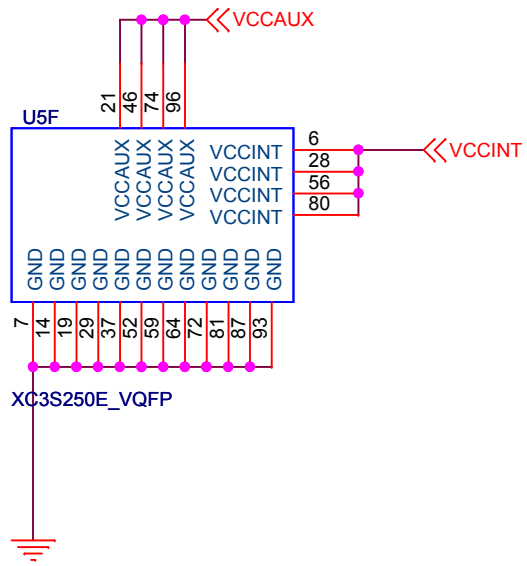 VCCAUX
21
46
74
96
U5F
VCCAUX
VCCAUX
VCCAUX
VCCAUX
VCCINT
6
VCCINT
28
VCCINT
56
VCCINT
80
VCCINT
GND
GND
GND
GND
GND
GND
GND
GND
GND
GND
GND
GND
7
14
19
29
37
52
59
64
72
81
87
93
XC3S250E_VQFP